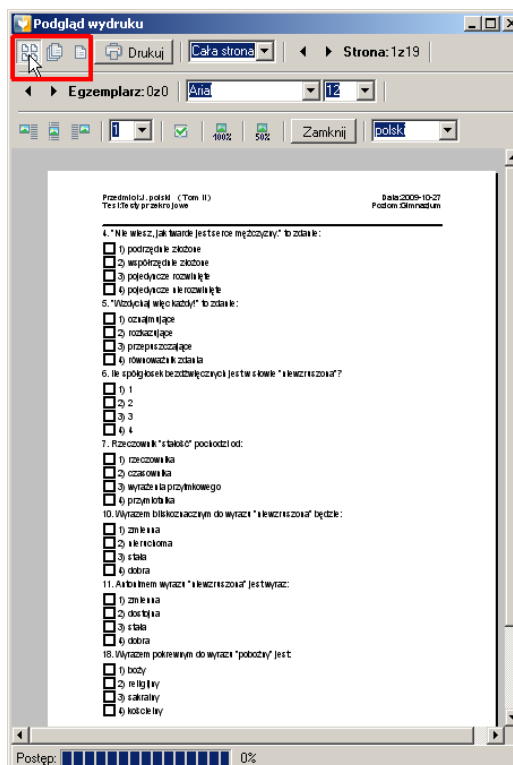 Podgląd wydruku
Drukuj Cała strona Strona: 1z19
Egzemplarz: 0z0 Arial 12
1 100% 50% Zamknij polski
Przedmiot:J. polski ( Tom II ) Data:2009-10-27
Test:Testy przekrojowe Poziom:Gimnazjum
4. "Nie wiesz, jak twarde jest serce mężczyzny." to zdanie:
1) podrzędnie złożone
2) współrzędnie złożone
3) pojedyncze rozwinięte
4) pojedyncze nierozwinięte
5. "Wzdychaj więc każdy!" to zdanie:
1) oznajmujące
2) rozkazujące
3) przepuszczające
4) równoważnik zdania
6. Ile spółgłosek bezdźwięcznych jest w słowie "niewzruszona"?
1) 1
2) 2
3) 3
4) 4
7. Rzeczownik "stałość" pochodzi od:
1) rzeczownika
2) czasownika
3) wyrażenia przyimkowego
4) przymiotnika
10. Wyrazem bliskoznacznym do wyrazu "niewzruszona" będzie:
1) zmienna
2) nieruchoma
3) stała
4) dobra
11. Antonimem wyrazu "niewzruszona" jest wyraz:
1) zmienna
2) dostojna
3) stała
4) dobra
18. Wyrazem pokrewnym do wyrazu "pobożny" jest:
1) boży
2) religijny
3) sakralny
4) kościelny
Postęp: 0%